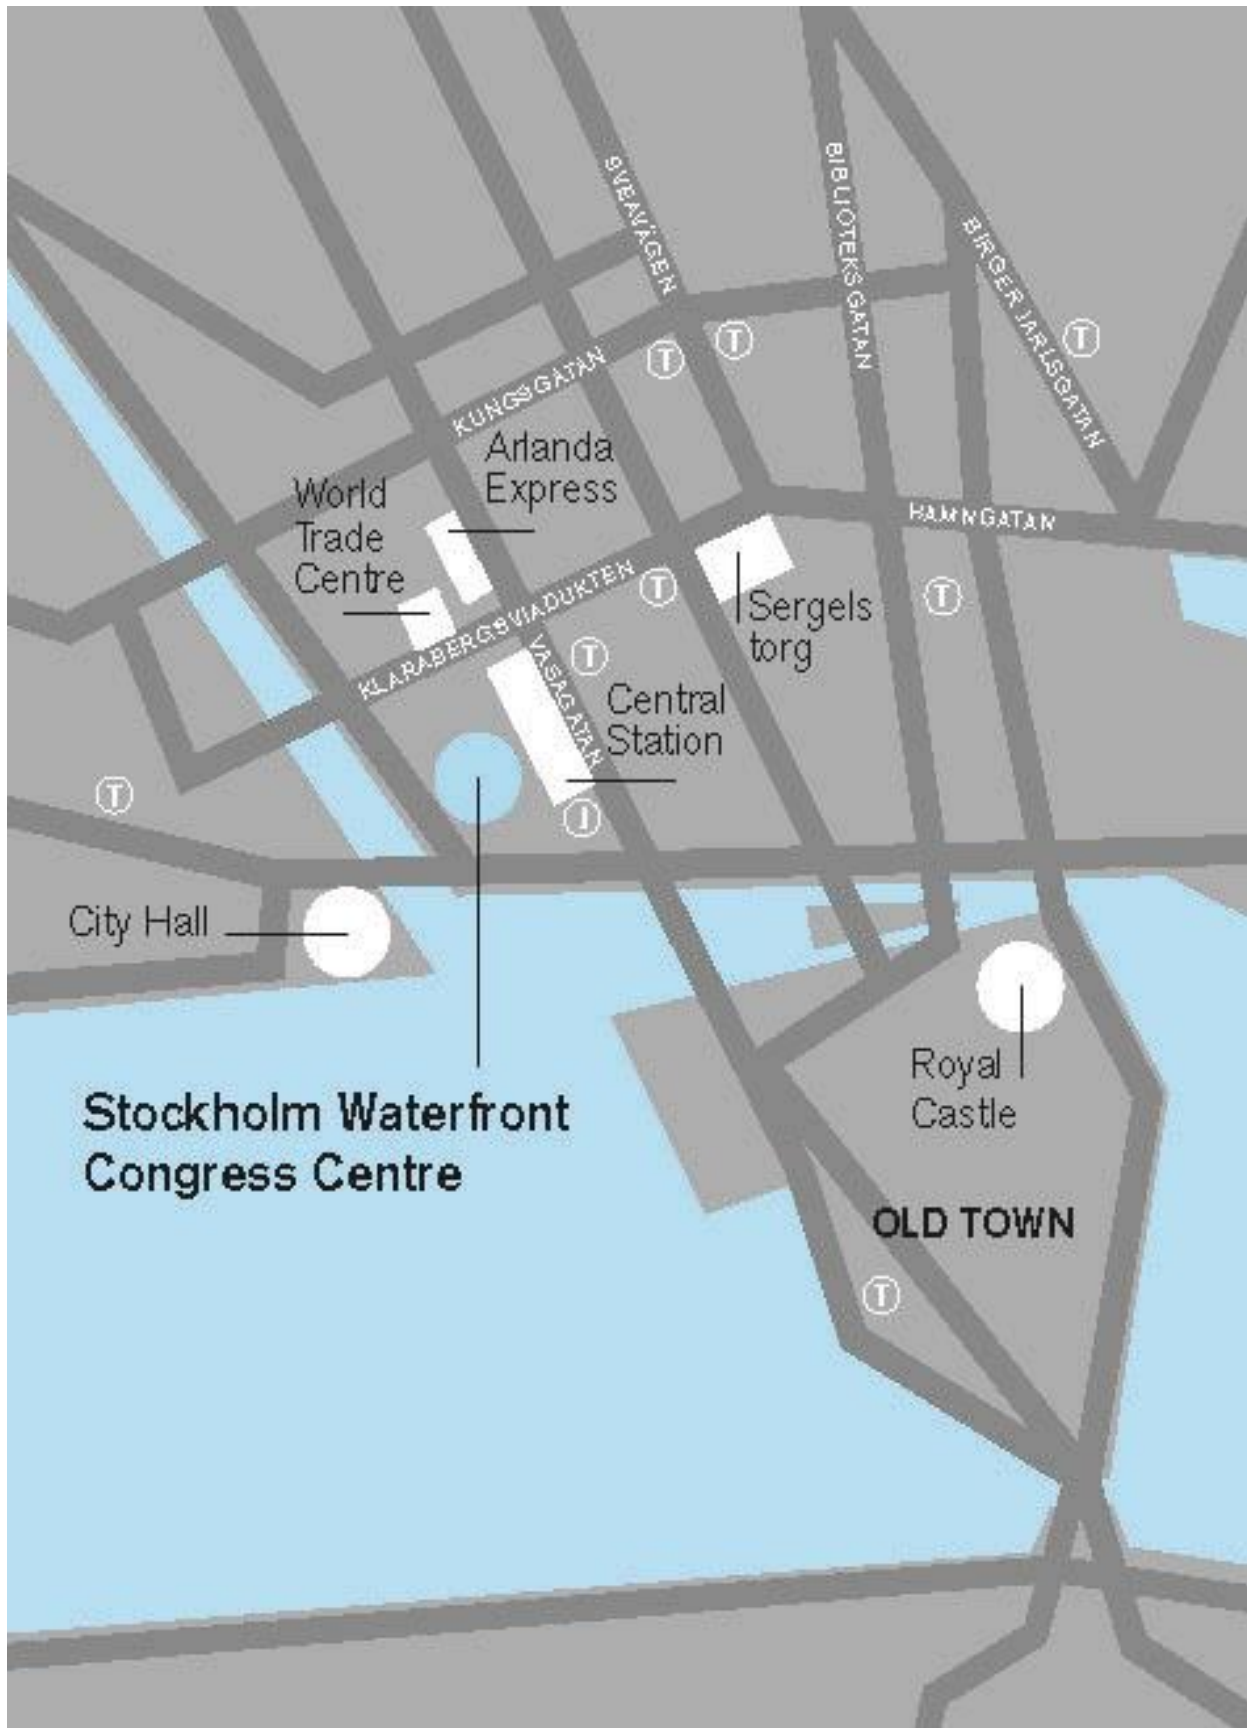 SVEAVÄGEN
BIBLIOTEKSGATAN
BIRGER JARLSGATAN
T
T
T
KUNGSGATAN
Arlanda
Express
World
Trade
Centre
HAMNGATAN
KLARABERGSVIADUKTEN
T
T
Sergels
torg
VASAGATAN
T
Central
Station
T
I
City Hall
Royal
Castle
Stockholm Waterfront
Congress Centre
OLD TOWN
T